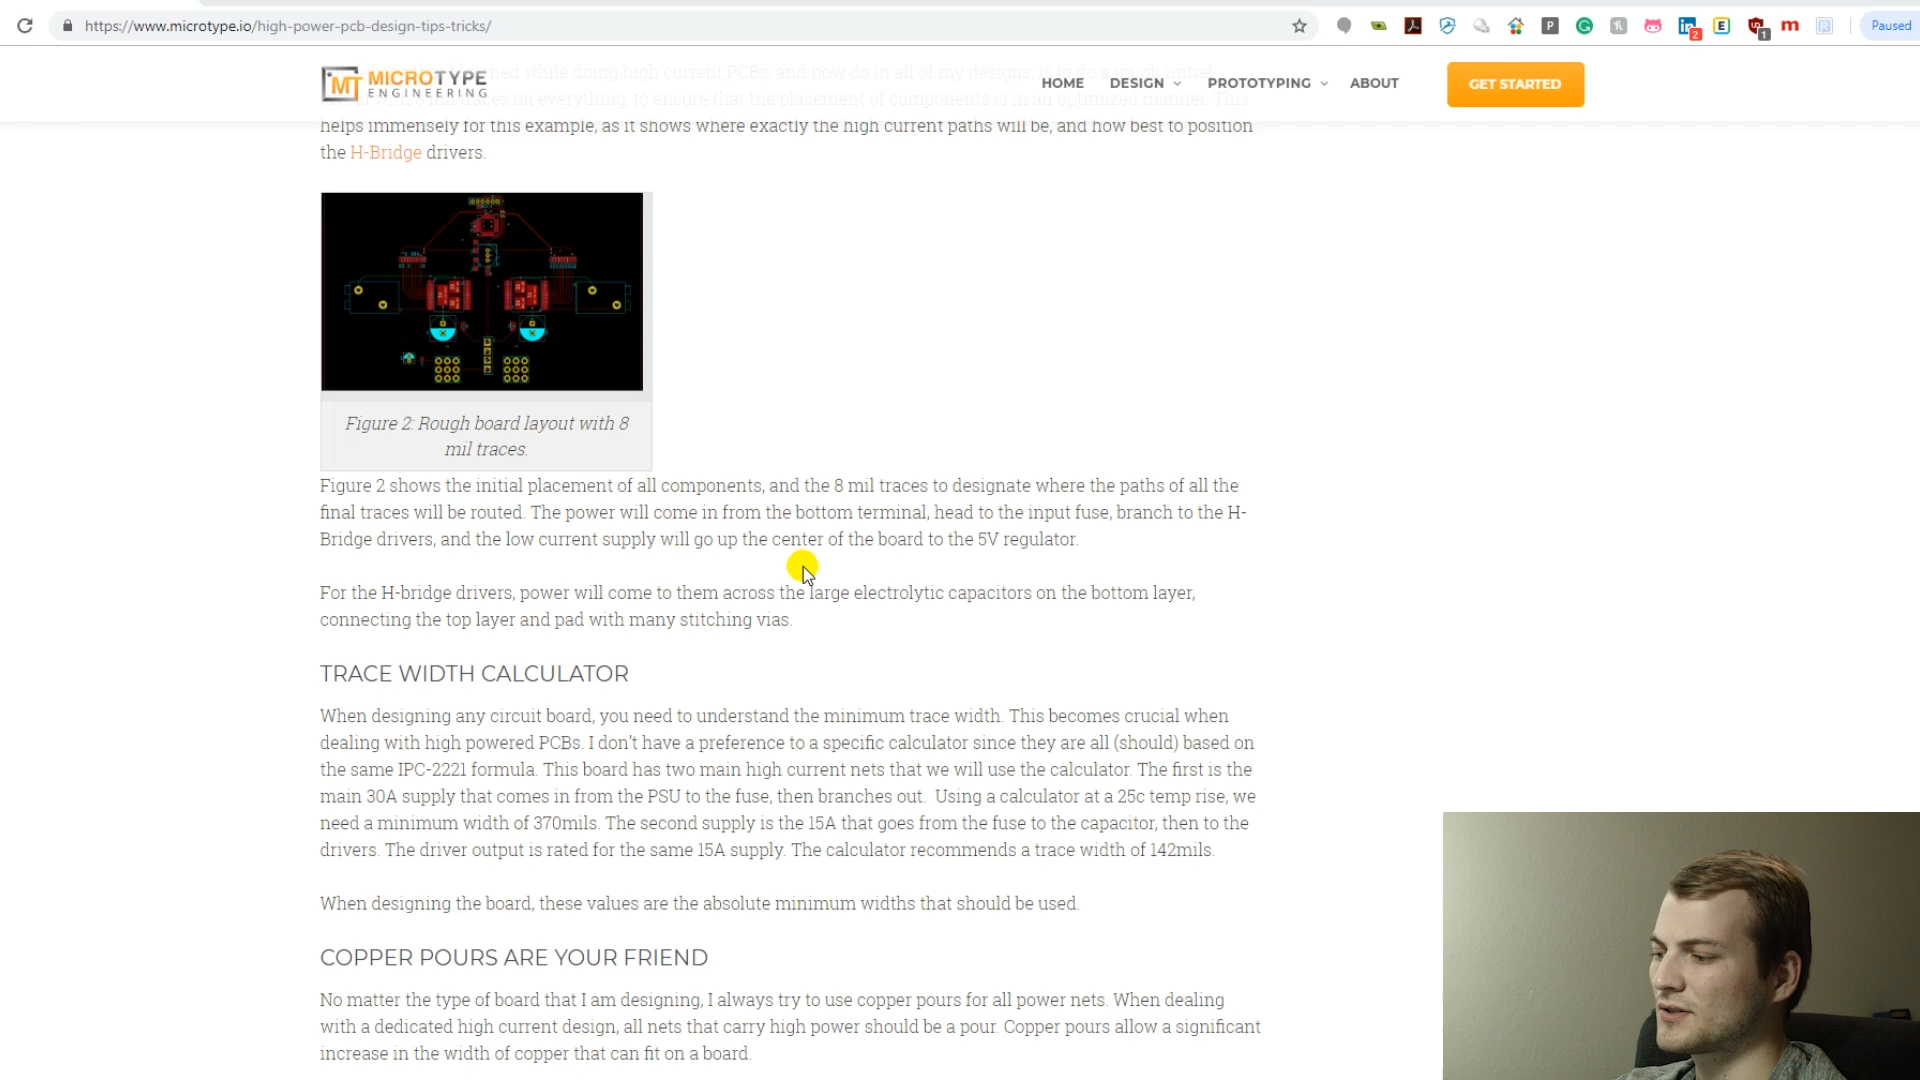 https://www.microtype.io/high-power-pcb-design-tips-tricks/
Paused
MICROTYPE
ENGINEERING
HOME
DESIGN
PROTOTYPING
ABOUT
GET STARTED
ned while doing high current PCBs, and now do in all of my designs, is to do a rough initial
on everything, to ensure that the placement of components is in an optimized manner. This
helps immensely for this example, as it shows where exactly the high current paths will be, and how best to position
the H-Bridge drivers.
Figure 2: Rough board layout with 8
mil traces.
Figure 2 shows the initial placement of all components, and the 8 mil traces to designate where the paths of all the
final traces will be routed. The power will come in from the bottom terminal, head to the input fuse, branch to the H-
Bridge drivers, and the low current supply will go up the center of the board to the 5V regulator.
For the H-bridge drivers, power will come to them across the large electrolytic capacitors on the bottom layer,
connecting the top layer and pad with many stitching vias.
TRACE WIDTH CALCULATOR
When designing any circuit board, you need to understand the minimum trace width. This becomes crucial when
dealing with high powered PCBs. I don't have a preference to a specific calculator since they are all (should) based on
the same IPC-2221 formula. This board has two main high current nets that we will use the calculator. The first is the
main 30A supply that comes in from the PSU to the fuse, then branches out. Using a calculator at a 25c temp rise, we
need a minimum width of 370mils. The second supply is the 15A that goes from the fuse to the capacitor, then to the
drivers. The driver output is rated for the same 15A supply. The calculator recommends a trace width of 142mils.
When designing the board, these values are the absolute minimum widths that should be used.
COPPER POURS ARE YOUR FRIEND
No matter the type of board that I am designing, I always try to use copper pours for all power nets. When dealing
with a dedicated high current design, all nets that carry high power should be a pour. Copper pours allow a significant
increase in the width of copper that can fit on a board.